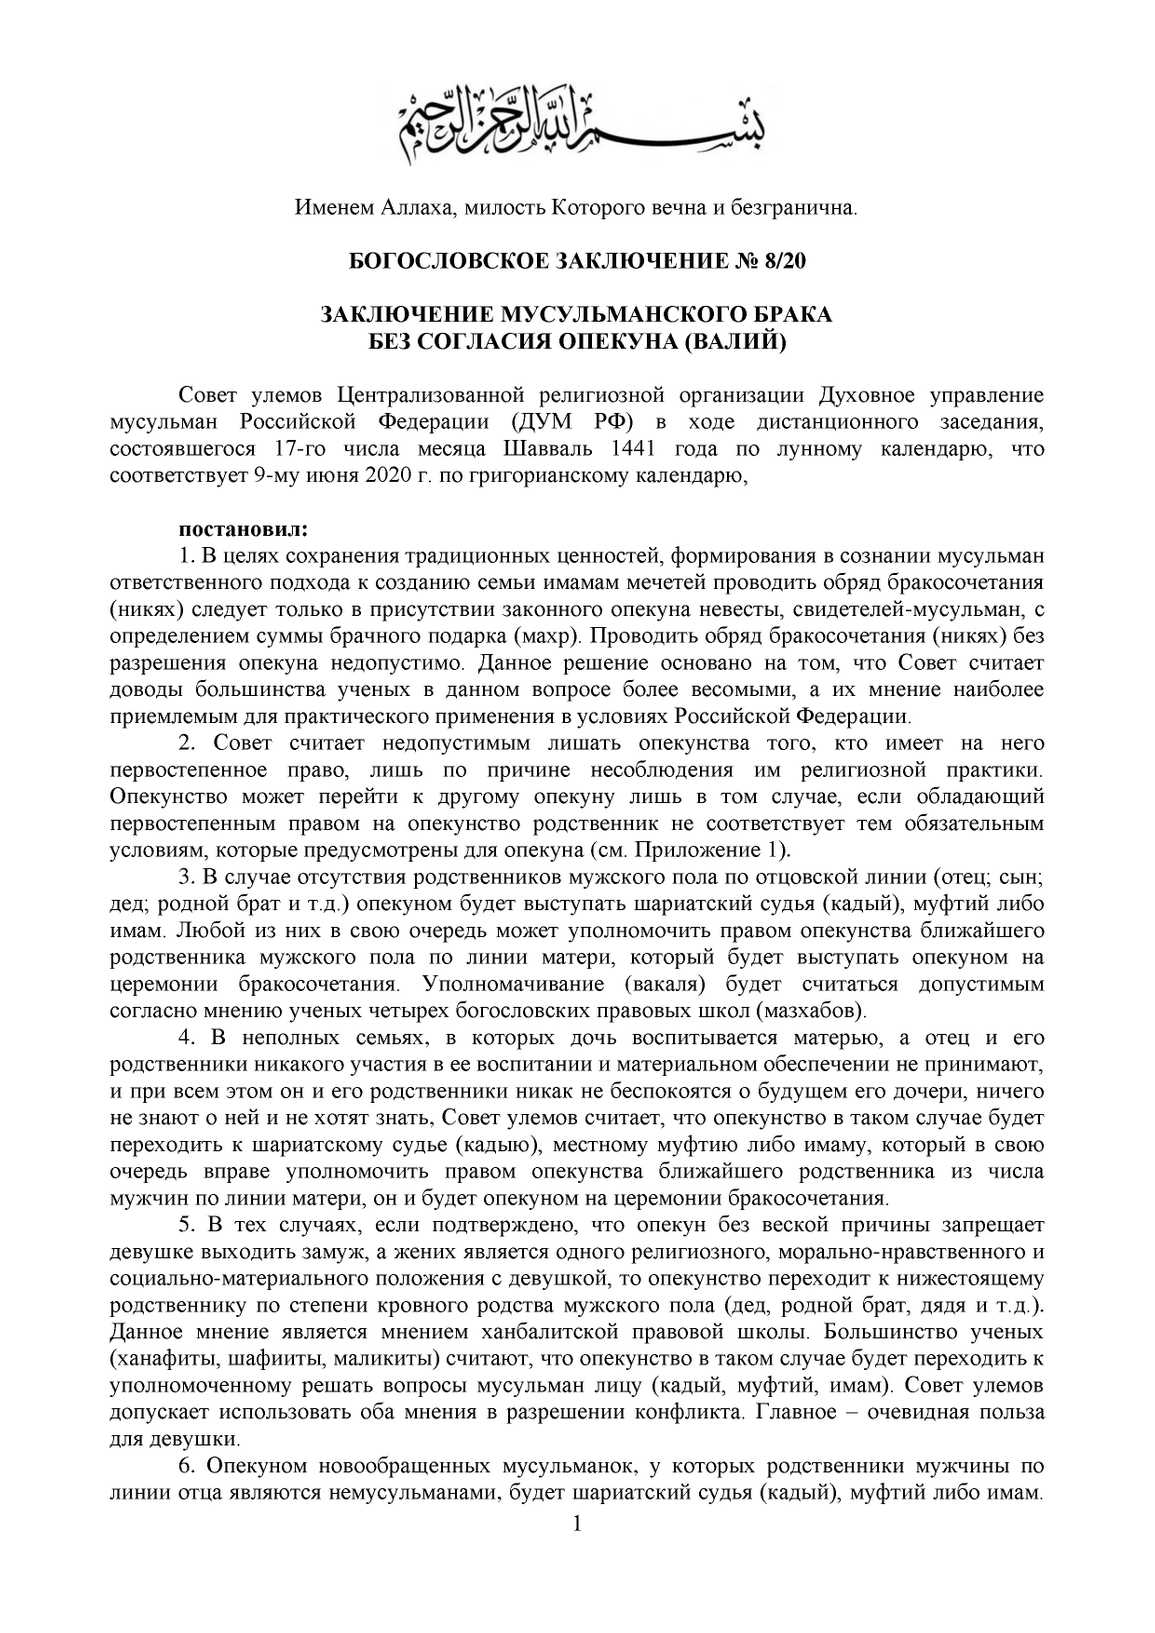 بسم الله الرحمن الرحيم
Именем Аллаха, милость Которого вечна и безгранична.
БОГОСЛОВСКОЕ ЗАКЛЮЧЕНИЕ № 8/20
ЗАКЛЮЧЕНИЕ МУСУЛЬМАНСКОГО БРАКА
БЕЗ СОГЛАСИЯ ОПЕКУНА (ВАЛИЙ)
Совет улемов Централизованной религиозной организации Духовное управление
мусульман Российской Федерации (ДУМ РФ) в ходе дистанционного заседания,
состоявшегося 17-го числа месяца Шавваль 1441 года по лунному календарю, что
соответствует 9-му июня 2020 г. по григорианскому календарю,
постановил:
1. В целях сохранения традиционных ценностей, формирования в сознании мусульман
ответственного подхода к созданию семьи имамам мечетей проводить обряд бракосочетания
(никях) следует только в присутствии законного опекуна невесты, свидетелей-мусульман, с
определением суммы брачного подарка (махр). Проводить обряд бракосочетания (никях) без
разрешения опекуна недопустимо. Данное решение основано на том, что Совет считает
доводы большинства ученых в данном вопросе более весомыми, а их мнение наиболее
приемлемым для практического применения в условиях Российской Федерации.
2. Совет считает недопустимым лишать опекунства того, кто имеет на него
первостепенное право, лишь по причине несоблюдения им религиозной практики.
Опекунство может перейти к другому опекуну лишь в том случае, если обладающий
первостепенным правом на опекунство родственник не соответствует тем обязательным
условиям, которые предусмотрены для опекуна (см. Приложение 1).
3. В случае отсутствия родственников мужского пола по отцовской линии (отец; сын;
дед; родной брат и т.д.) опекуном будет выступать шариатский судья (кадый), муфтий либо
имам. Любой из них в свою очередь может уполномочить правом опекунства ближайшего
родственника мужского пола по линии матери, который будет выступать опекуном на
церемонии бракосочетания. Уполномачивание (вакаля) будет считаться допустимым
согласно мнению ученых четырех богословских правовых школ (мазхабов).
4. В неполных семьях, в которых дочь воспитывается матерью, а отец и его
родственники никакого участия в ее воспитании и материальном обеспечении не принимают,
и при всем этом он и его родственники никак не беспокоятся о будущем его дочери, ничего
не знают о ней и не хотят знать, Совет улемов считает, что опекунство в таком случае будет
переходить к шариатскому судье (кадыю), местному муфтию либо имаму, который в свою
очередь вправе уполномочить правом опекунства ближайшего родственника из числа
мужчин по линии матери, он и будет опекуном на церемонии бракосочетания.
5. В тех случаях, если подтверждено, что опекун без веской причины запрещает
девушке выходить замуж, а жених является одного религиозного, морально-нравственного и
социально-материального положения с девушкой, то опекунство переходит к нижестоящему
родственнику по степени кровного родства мужского пола (дед, родной брат, дядя и т.д.).
Данное мнение является мнением ханбалитской правовой школы. Большинство ученых
(ханафиты, шафииты, маликиты) считают, что опекунство в таком случае будет переходить к
уполномоченному решать вопросы мусульман лицу (кадый, муфтий, имам). Совет улемов
допускает использовать оба мнения в разрешении конфликта. Главное – очевидная польза
для девушки.
6. Опекуном новообращенных мусульманок, у которых родственники мужчины по
линии отца являются немусульманами, будет шариатский судья (кадый), муфтий либо имам.
1